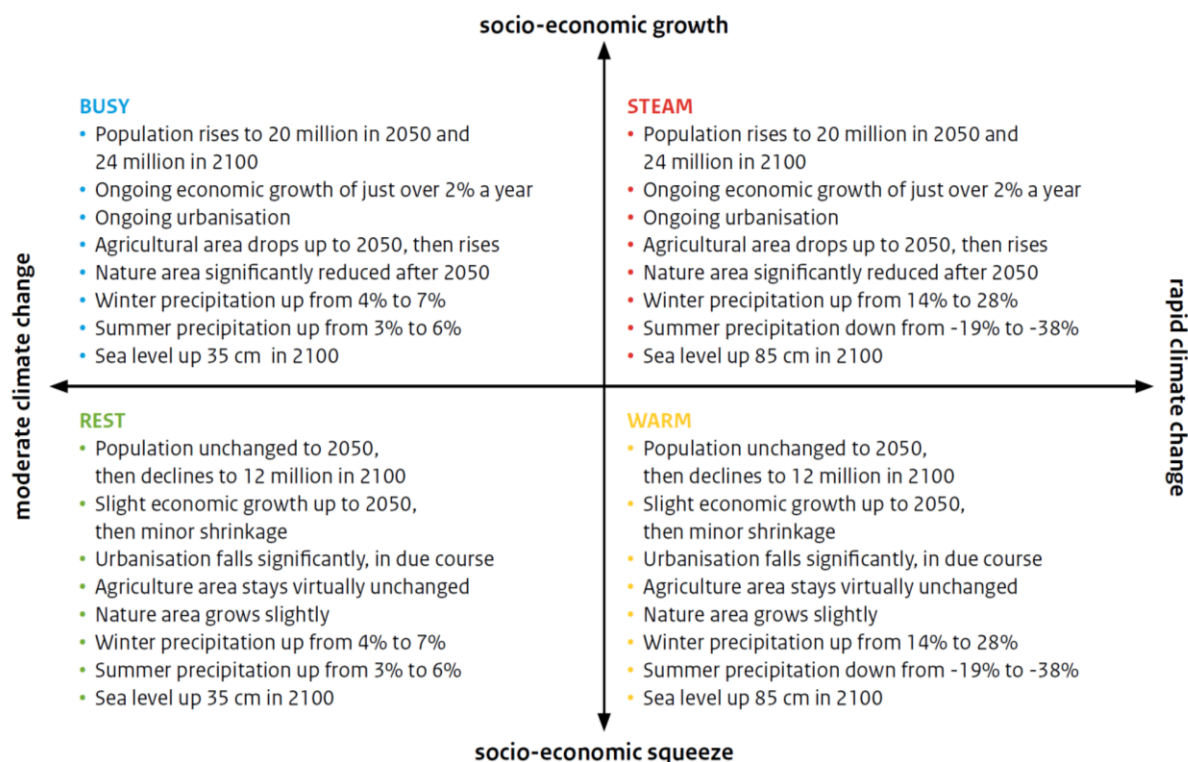 socio-economic growth
BUSY
• Population rises to 20 million in 2050 and
24 million in 2100
• Ongoing economic growth of just over 2% a year
• Ongoing urbanisation
• Agricultural area drops up to 2050, then rises
• Nature area significantly reduced after 2050
• Winter precipitation up from 4% to 7%
• Summer precipitation up from 3% to 6%
• Sea level up 35 cm in 2100
STEAM
• Population rises to 20 million in 2050 and
24 million in 2100
• Ongoing economic growth of just over 2% a year
• Ongoing urbanisation
• Agricultural area drops up to 2050, then rises
• Nature area significantly reduced after 2050
• Winter precipitation up from 14% to 28%
• Summer precipitation down from -19% to -38%
• Sea level up 85 cm in 2100
moderate climate change
rapid climate change
REST
• Population unchanged to 2050,
then declines to 12 million in 2100
• Slight economic growth up to 2050,
then minor shrinkage
• Urbanisation falls significantly, in due course
• Agriculture area stays virtually unchanged
• Nature area grows slightly
• Winter precipitation up from 4% to 7%
• Summer precipitation up from 3% to 6%
• Sea level up 35 cm in 2100
WARM
• Population unchanged to 2050,
then declines to 12 million in 2100
• Slight economic growth up to 2050,
then minor shrinkage
• Urbanisation falls significantly, in due course
• Agriculture area stays virtually unchanged
• Nature area grows slightly
• Winter precipitation up from 14% to 28%
• Summer precipitation down from -19% to -38%
• Sea level up 85 cm in 2100
socio-economic squeeze